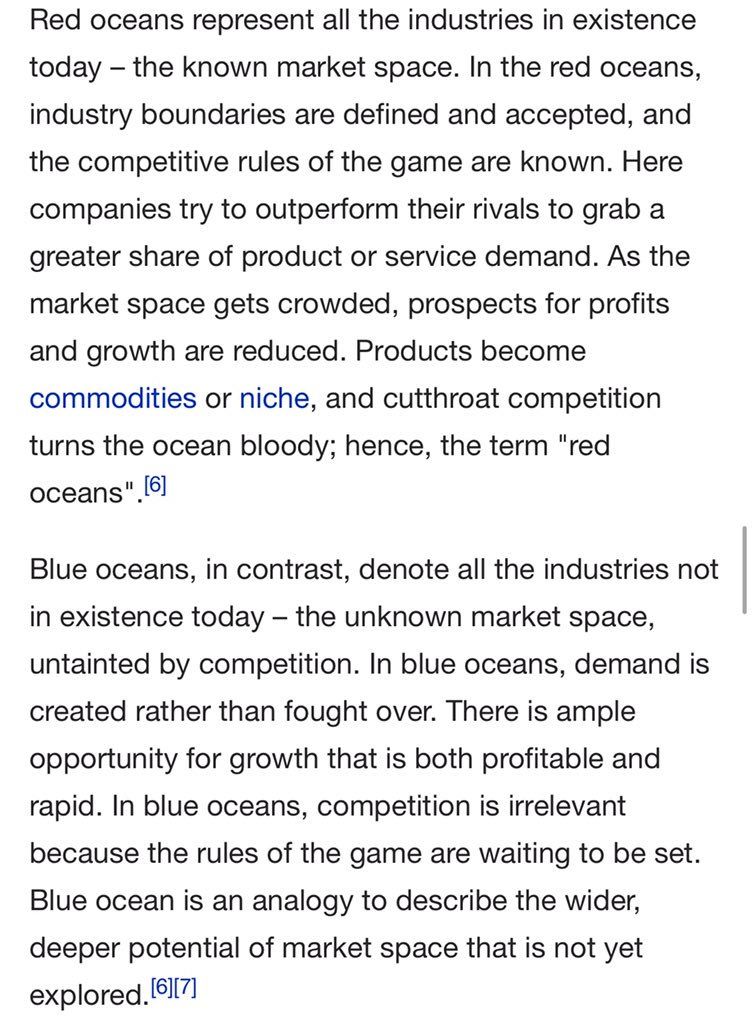 Red oceans represent all the industries in existence
today – the known market space. In the red oceans,
industry boundaries are defined and accepted, and
the competitive rules of the game are known. Here
companies try to outperform their rivals to grab a
greater share of product or service demand. As the
market space gets crowded, prospects for profits
and growth are reduced. Products become
commodities or niche, and cutthroat competition
turns the ocean bloody; hence, the term "red
oceans".[6]
Blue oceans, in contrast, denote all the industries not
in existence today – the unknown market space,
untainted by competition. In blue oceans, demand is
created rather than fought over. There is ample
opportunity for growth that is both profitable and
rapid. In blue oceans, competition is irrelevant
because the rules of the game are waiting to be set.
Blue ocean is an analogy to describe the wider,
deeper potential of market space that is not yet
explored.[6][7]